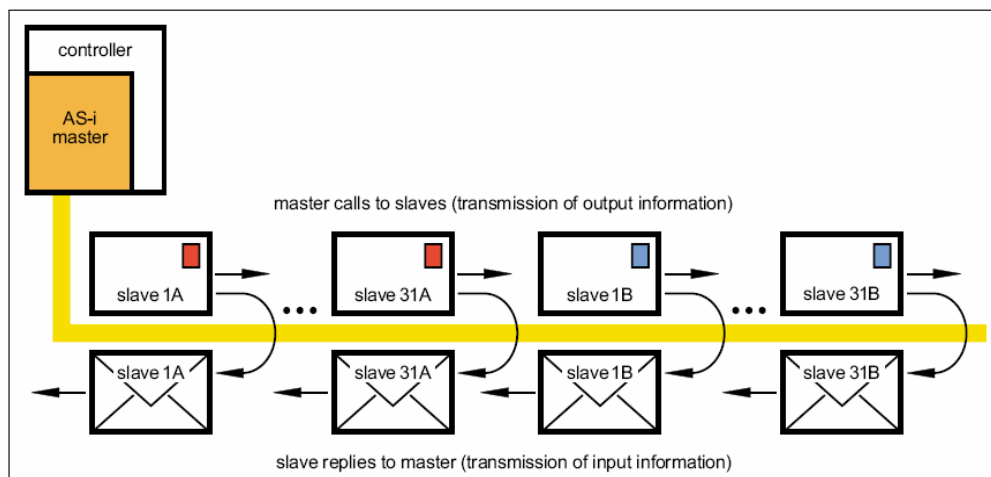 controller
AS-i
master
master calls to slaves (transmission of output information)
slave 1A
slave 31A
slave 1B
slave 31B
slave 1A
slave 31A
slave 1B
slave 31B
slave replies to master (transmission of input information)